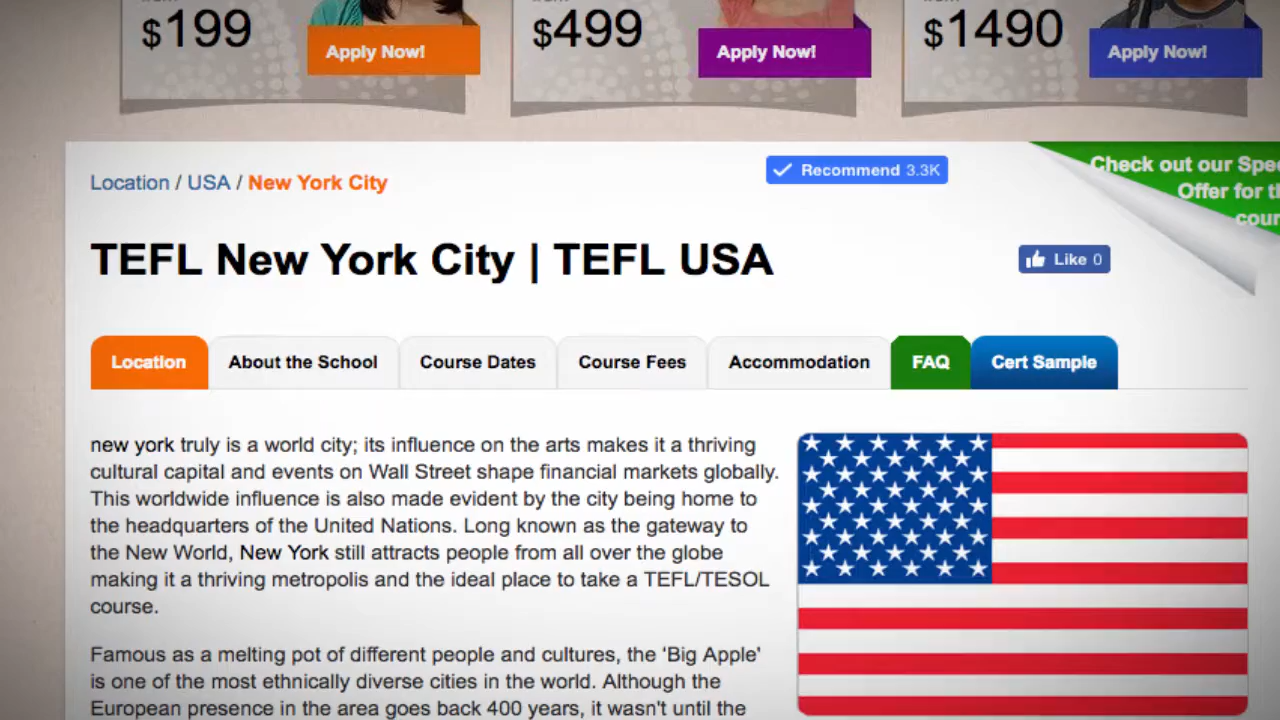 $199
Apply Now!
$499
Apply Now!
$1490
Apply Now!
Location / USA / New York City
Recommend 3.3K
Check out our Spe
Offer for t
cour
TEFL New York City | TEFL USA
Like 0
Location
About the School
Course Dates
Course Fees
Accommodation
FAQ
Cert Sample
new york truly is a world city; its influence on the arts makes it a thriving
cultural capital and events on Wall Street shape financial markets globally.
This worldwide influence is also made evident by the city being home to
the headquarters of the United Nations. Long known as the gateway to
the New World, New York still attracts people from all over the globe
making it a thriving metropolis and the ideal place to take a TEFL/TESOL
course.
Famous as a melting pot of different people and cultures, the 'Big Apple'
is one of the most ethnically diverse cities in the world. Although the
European presence in the area goes back 400 years, it wasn't until the